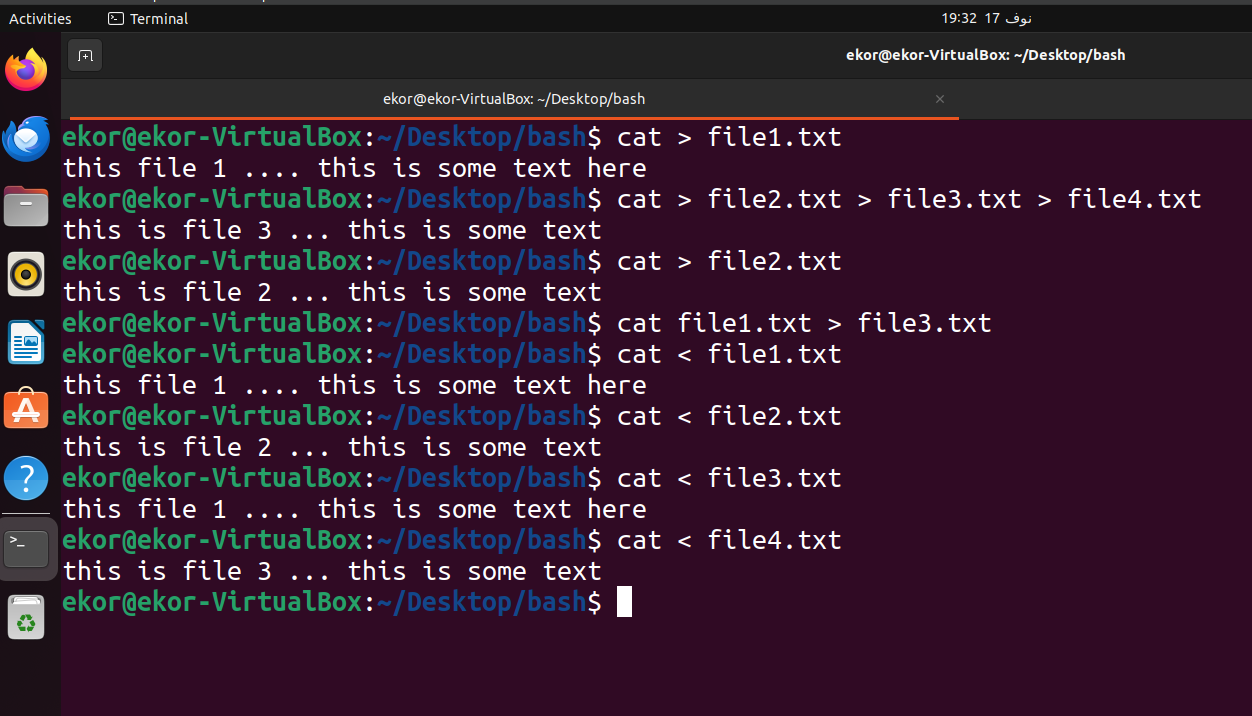 Activities
Terminal
19:32 17 نوف
ekor@ekor-VirtualBox: ~/Desktop/bash
ekor@ekor-VirtualBox: ~/Desktop/bash
ekor@ekor-VirtualBox:~/Desktop/bash$ cat > file1.txt
this file 1 .... this is some text here
ekor@ekor-VirtualBox:~/Desktop/bash$ cat > file2.txt > file3.txt > file4.txt
this is file 3 ... this is some text
ekor@ekor-VirtualBox:~/Desktop/bash$ cat > file2.txt
this is file 2 ... this is some text
ekor@ekor-VirtualBox:~/Desktop/bash$ cat file1.txt > file3.txt
ekor@ekor-VirtualBox:~/Desktop/bash$ cat < file1.txt
this file 1 .... this is some text here
ekor@ekor-VirtualBox:~/Desktop/bash$ cat < file2.txt
this is file 2 ... this is some text
ekor@ekor-VirtualBox:~/Desktop/bash$ cat < file3.txt
this file 1 .... this is some text here
ekor@ekor-VirtualBox:~/Desktop/bash$ cat < file4.txt
this is file 3 ... this is some text
ekor@ekor-VirtualBox:~/Desktop/bash$